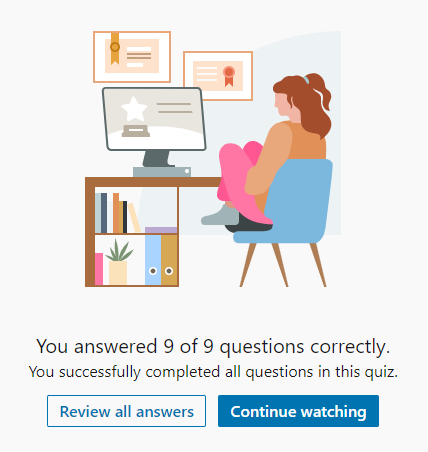 You answered 9 of 9 questions correctly.
You successfully completed all questions in this quiz.
Review all answers
Continue watching